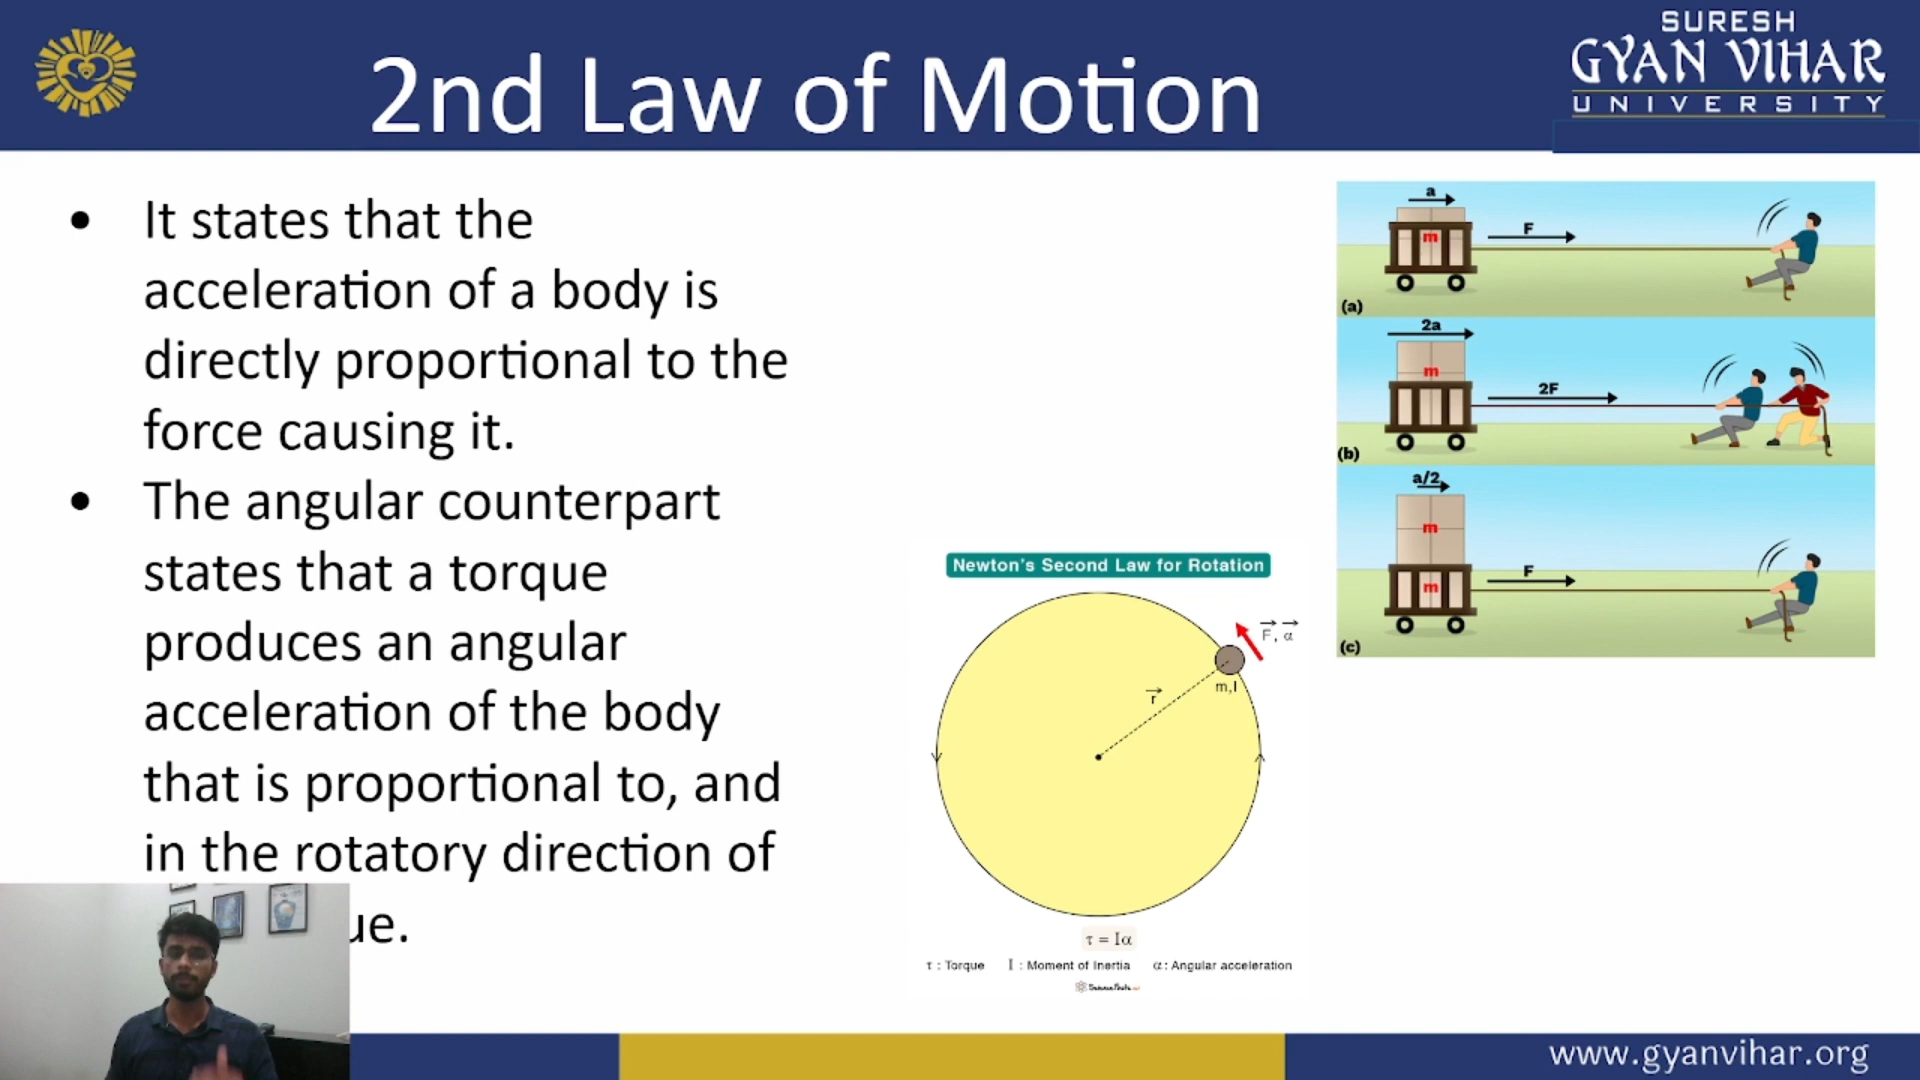 2nd Law of Motion
SURESH
GYAN VIHAR
UNIVERSITY
• It states that the
acceleration of a body is
directly proportional to the
force causing it.
• The angular counterpart
states that a torque
produces an angular
acceleration of the body
that is proportional to, and
in the rotatory direction of
ue.
a
m
F
(a)
2a
m
2F
(b)
a/2
m
m
F
(c)
Newton's Second Law for Rotation
F, α
m,I
r
τ = Iα
τ : Torque I : Moment of Inertia α : Angular acceleration
www.gyanvihar.org